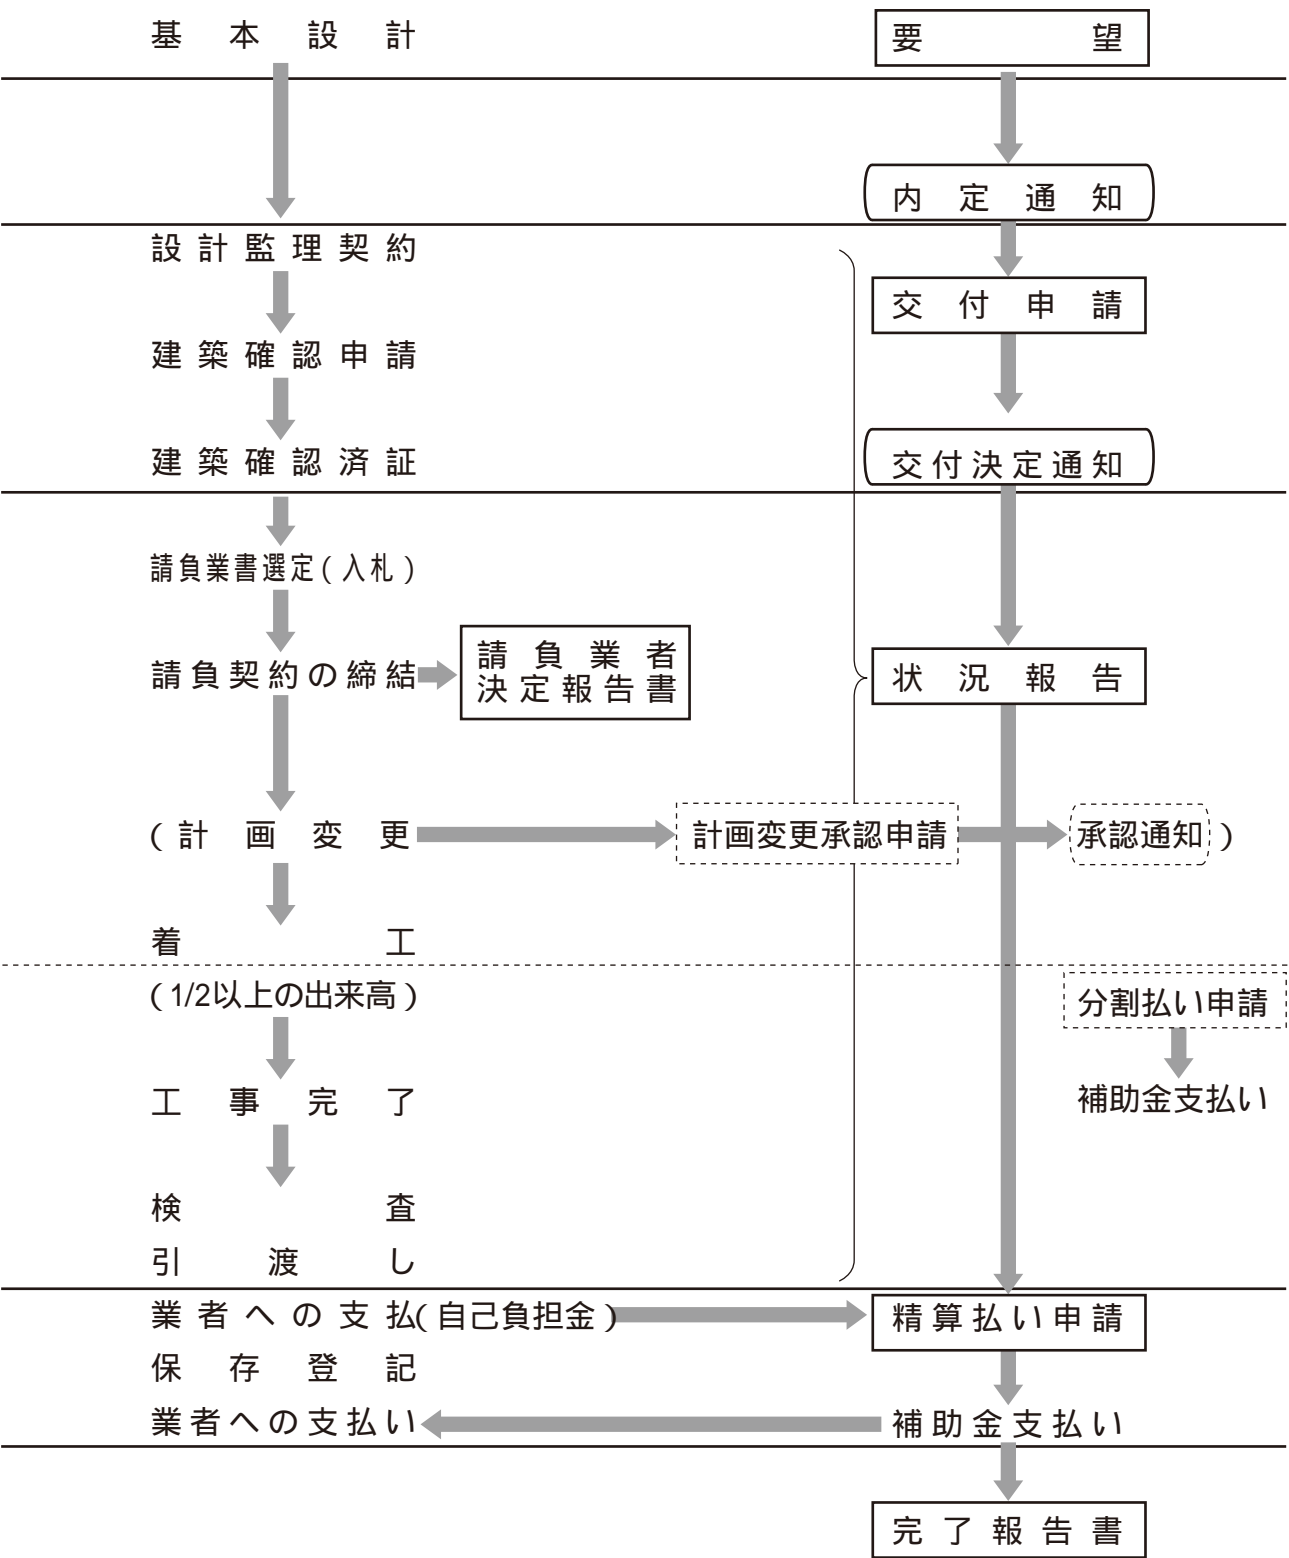 基本設計
要望
内定通知
設計監理契約
交付申請
建築確認申請
建築確認済証
交付決定通知
請負業書選定(入札)
請負契約の締結
請負業者
決定報告書
状況報告
(計画変更
計画変更承認申請
承認通知)
着工
(1/2以上の出来高)
分割払い申請
工事完了
補助金支払い
検査
引渡し
業者への支払(自己負担金)
精算払い申請
保存登記
業者への支払い
補助金支払い
完了報告書